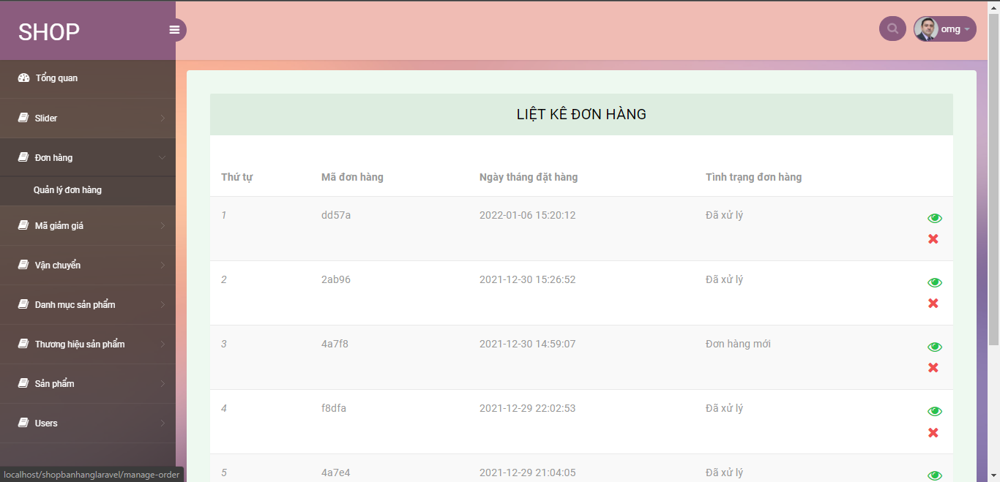 SHOP
omg
Tổng quan
Slider
Đơn hàng
Quản lý đơn hàng
Mã giảm giá
Vận chuyển
Danh mục sản phẩm
Thương hiệu sản phẩm
Sản phẩm
Users
LIỆT KÊ ĐƠN HÀNG
Thứ tự Mã đơn hàng Ngày tháng đặt hàng Tình trạng đơn hàng
1 dd57a 2022-01-06 15:20:12 Đã xử lý
2 2ab96 2021-12-30 15:26:52 Đã xử lý
3 4a7f8 2021-12-30 14:59:07 Đơn hàng mới
4 f8dfa 2021-12-29 22:02:53 Đã xử lý
5 4a7e4 2021-12-29 21:04:05 Đã xử lý
localhost/shopbanhanglaravel/manage-order